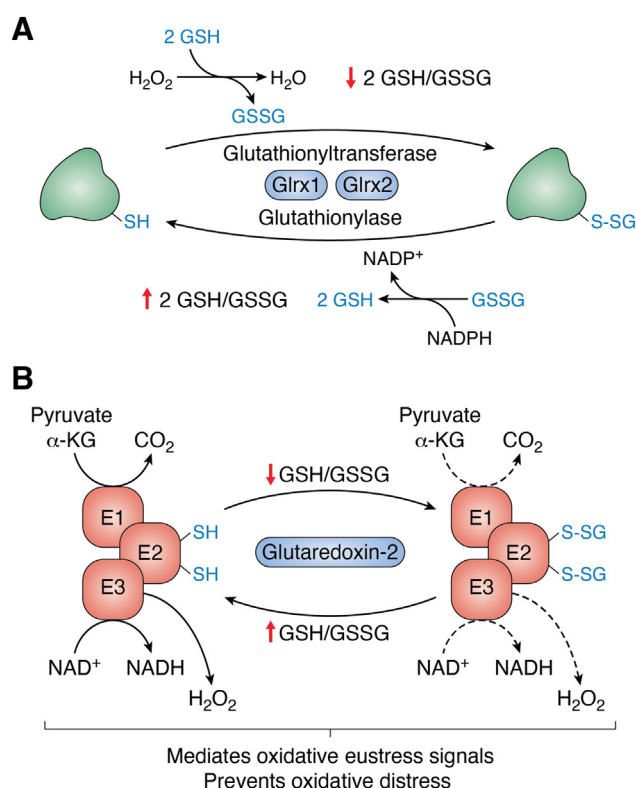 A
2 GSH
H₂O₂
H₂O
↓ 2 GSH/GSSG
GSSG
Glutathionyltransferase
Glrx1
Glrx2
Glutathionylase
SH
S-SG
NADP⁺
↑ 2 GSH/GSSG
2 GSH
GSSG
NADPH
B
Pyruvate
α-KG
CO₂
↓ GSH/GSSG
E1
E2
E3
SH
SH
Glutaredoxin-2
↑ GSH/GSSG
NAD⁺
NADH
H₂O₂
Pyruvate
α-KG
CO₂
E1
E2
E3
S-SG
S-SG
NAD⁺
NADH
H₂O₂
Mediates oxidative eustress signals
Prevents oxidative distress